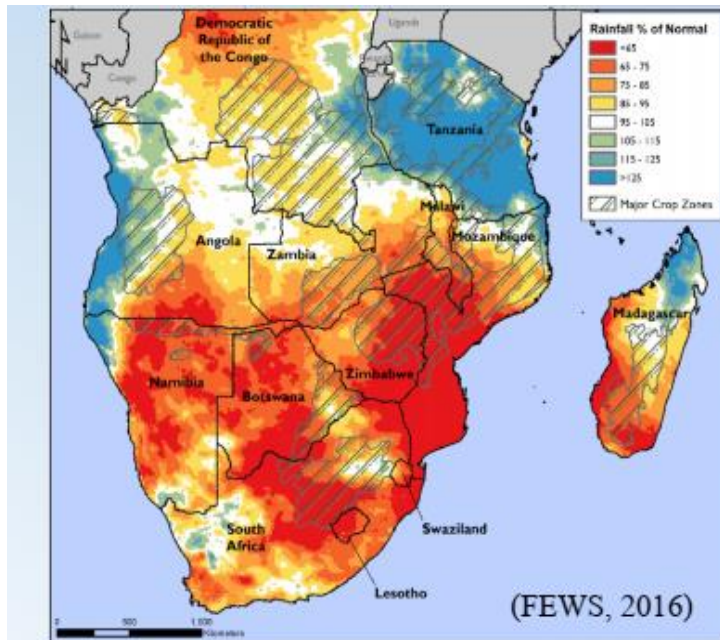 Gabon
Congo
Democratic
Republic of
the Congo
Uganda
Tanzania
Rainfall % of Normal
<65
65 - 75
75 - 85
85 - 95
95 - 105
105 - 115
115 - 125
>125
Major Crop Zones
Angola
Zambia
Malawi
Mozambique
Madagascar
Namibia
Botswana
Zimbabwe
South
Africa
Swaziland
Lesotho
(FEWS, 2016)
0 500 1,000
Kilometers